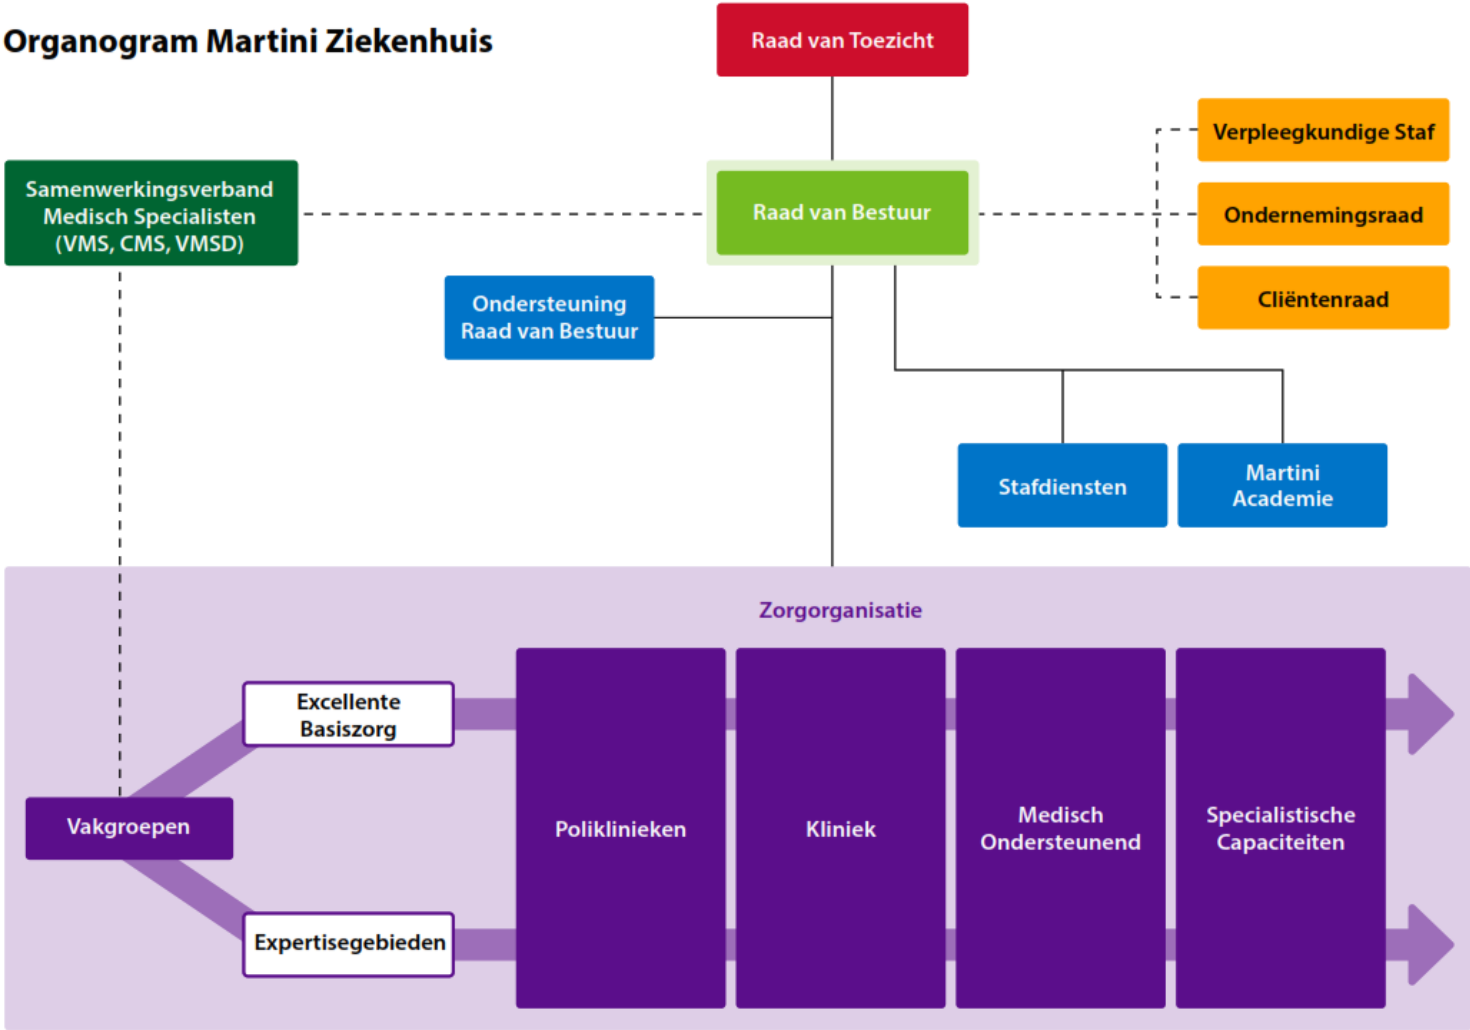 Organogram Martini Ziekenhuis
Raad van Toezicht
Verpleegkundige Staf
Samenwerkingsverband
Medisch Specialisten
(VMS, CMS, VMSD)
Raad van Bestuur
Ondernemingsraad
Cliëntenraad
Ondersteuning
Raad van Bestuur
Stafdiensten
Martini
Academie
Zorgorganisatie
Excellente
Basiszorg
Vakgroepen
Expertisegebieden
Poliklinieken
Kliniek
Medisch
Ondersteunend
Specialistische
Capaciteiten